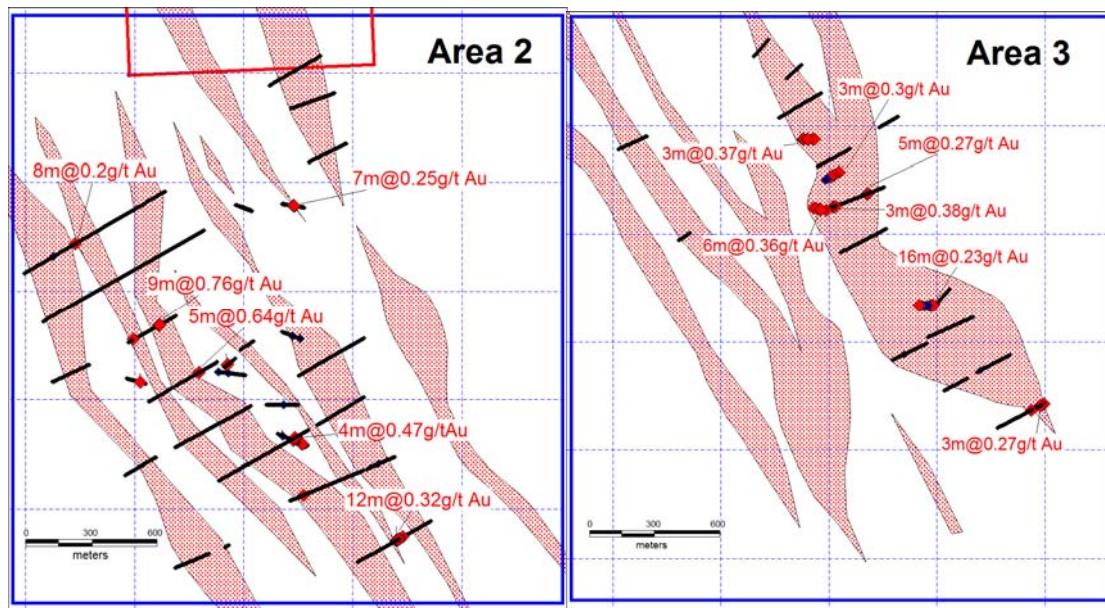 Area 2
8m@0.2g/t Au
7m@0.25g/t Au
9m@0.76g/t Au
5m@0.64g/t Au
4m@0.47g/tAu
12m@0.32g/t Au
0 300 600
meters
Area 3
3m@0.3g/t Au
3m@0.37g/t Au
5m@0.27g/t Au
3m@0.38g/t Au
6m@0.36g/t Au
16m@0.23g/t Au
3m@0.27g/t Au
0 300 600
meters